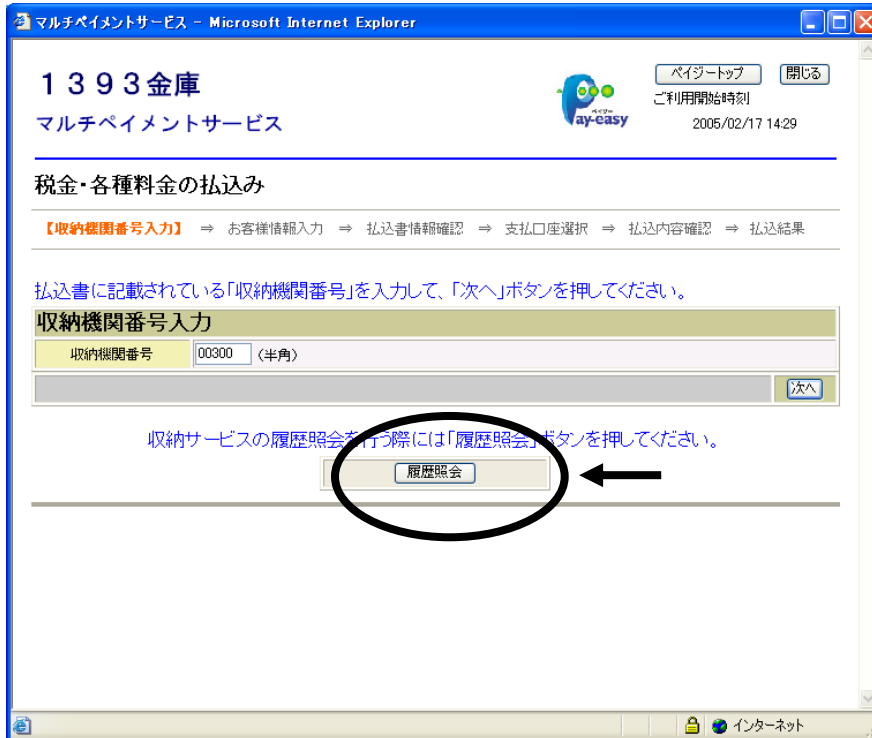 マルチペイメントサービス - Microsoft Internet Explorer
1393金庫
マルチペイメントサービス
ペイジー
Pay-easy
ペイジートップ 閉じる
ご利用開始時刻
2005/02/17 14:29
税金・各種料金の払込み
【収納機関番号入力】 ⇒ お客様情報入力 ⇒ 払込書情報確認 ⇒ 支払口座選択 ⇒ 払込内容確認 ⇒ 払込結果
払込書に記載されている「収納機関番号」を入力して、「次へ」ボタンを押してください。
収納機関番号入力
収納機関番号 00300 (半角)
次へ
収納サービスの履歴照会を行う際には「履歴照会」ボタンを押してください。
履歴照会
インターネット